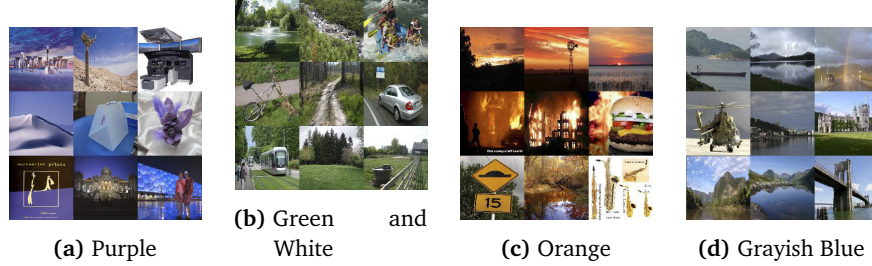 15
(a) Purple
(b) Green and
White
(c) Orange
(d) Grayish Blue